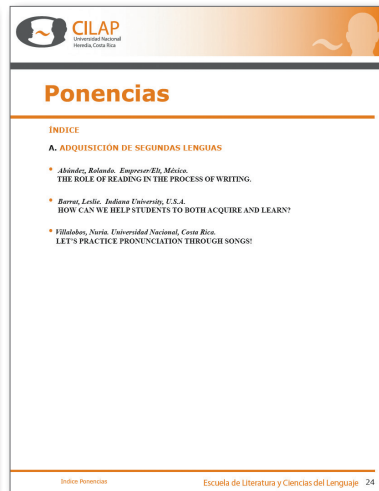 CILAP
Universidad Nacional
Heredia, Costa Rica
Ponencias
ÍNDICE
A. ADQUISICIÓN DE SEGUNDAS LENGUAS
* Abúndez, Rolando. Empreser/Elt, México.
THE ROLE OF READING IN THE PROCESS OF WRITING.
* Barrat, Leslie. Indiana University, U.S.A.
HOW CAN WE HELP STUDENTS TO BOTH ACQUIRE AND LEARN?
* Villalobos, Nuria. Universidad Nacional, Costa Rica.
LET'S PRACTICE PRONUNCIATION THROUGH SONGS!
Indice Ponencias
Escuela de Literatura y Ciencias del Lenguaje 24